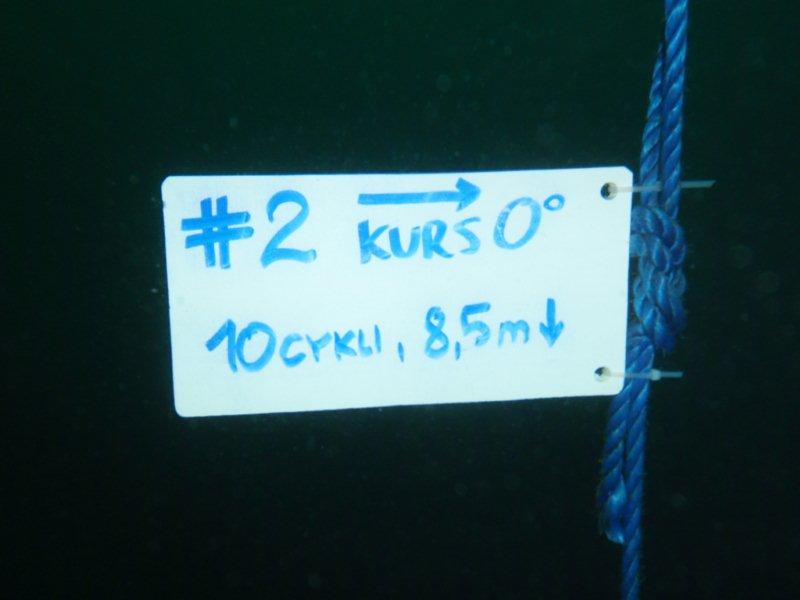 #2 → KURS 0°
10 CYKLI, 8,5m ↓